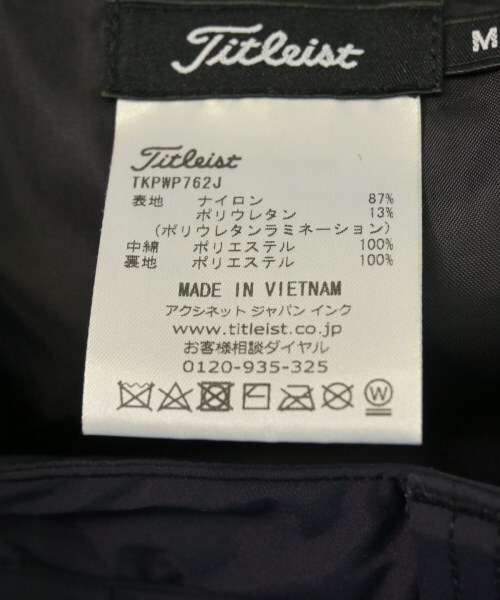 Titleist
M
Titleist
TKPWP762J
表地 ナイロン 87%
ポリウレタン 13%
(ポリウレタンラミネーション)
中綿 ポリエステル 100%
裏地 ポリエステル 100%
MADE IN VIETNAM
アクシネット ジャパン インク
www.titleist.co.jp
お客様相談ダイヤル
0120-935-325
W